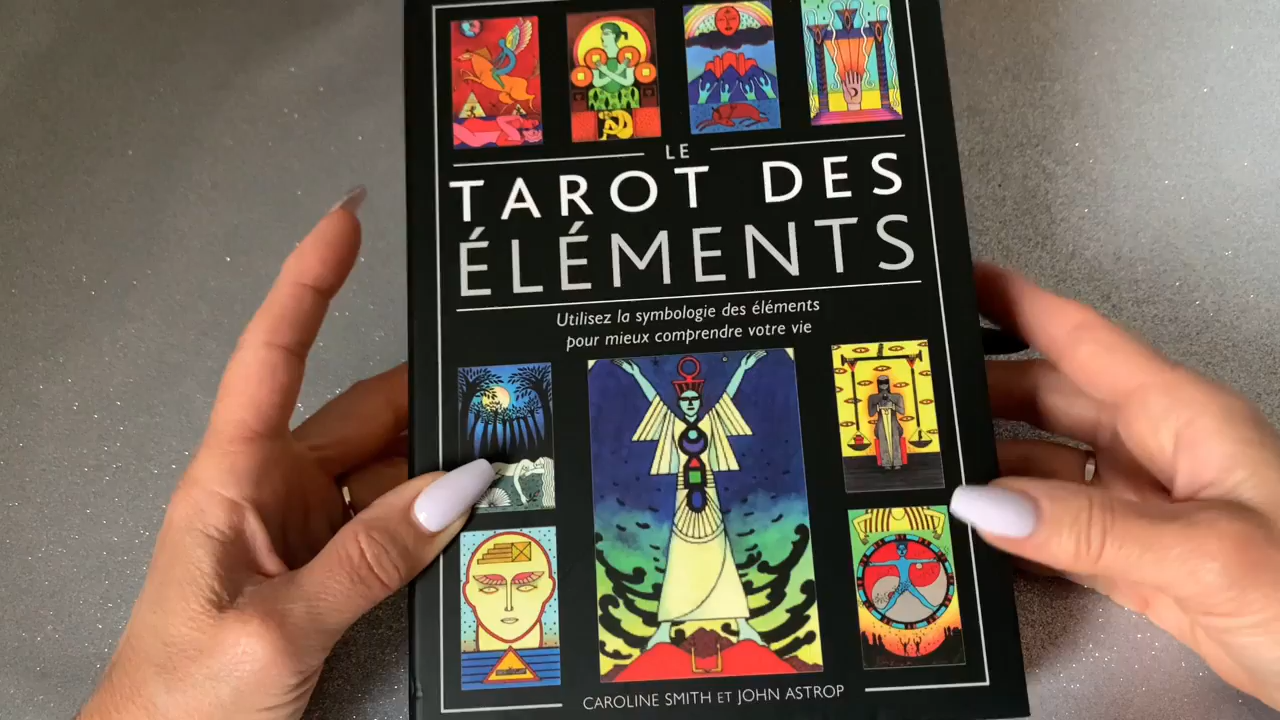 LE
TAROT DES
ÉLÉMENTS
Utilisez la symbologie des éléments
pour mieux comprendre votre vie
CAROLINE SMITH ET JOHN ASTROP